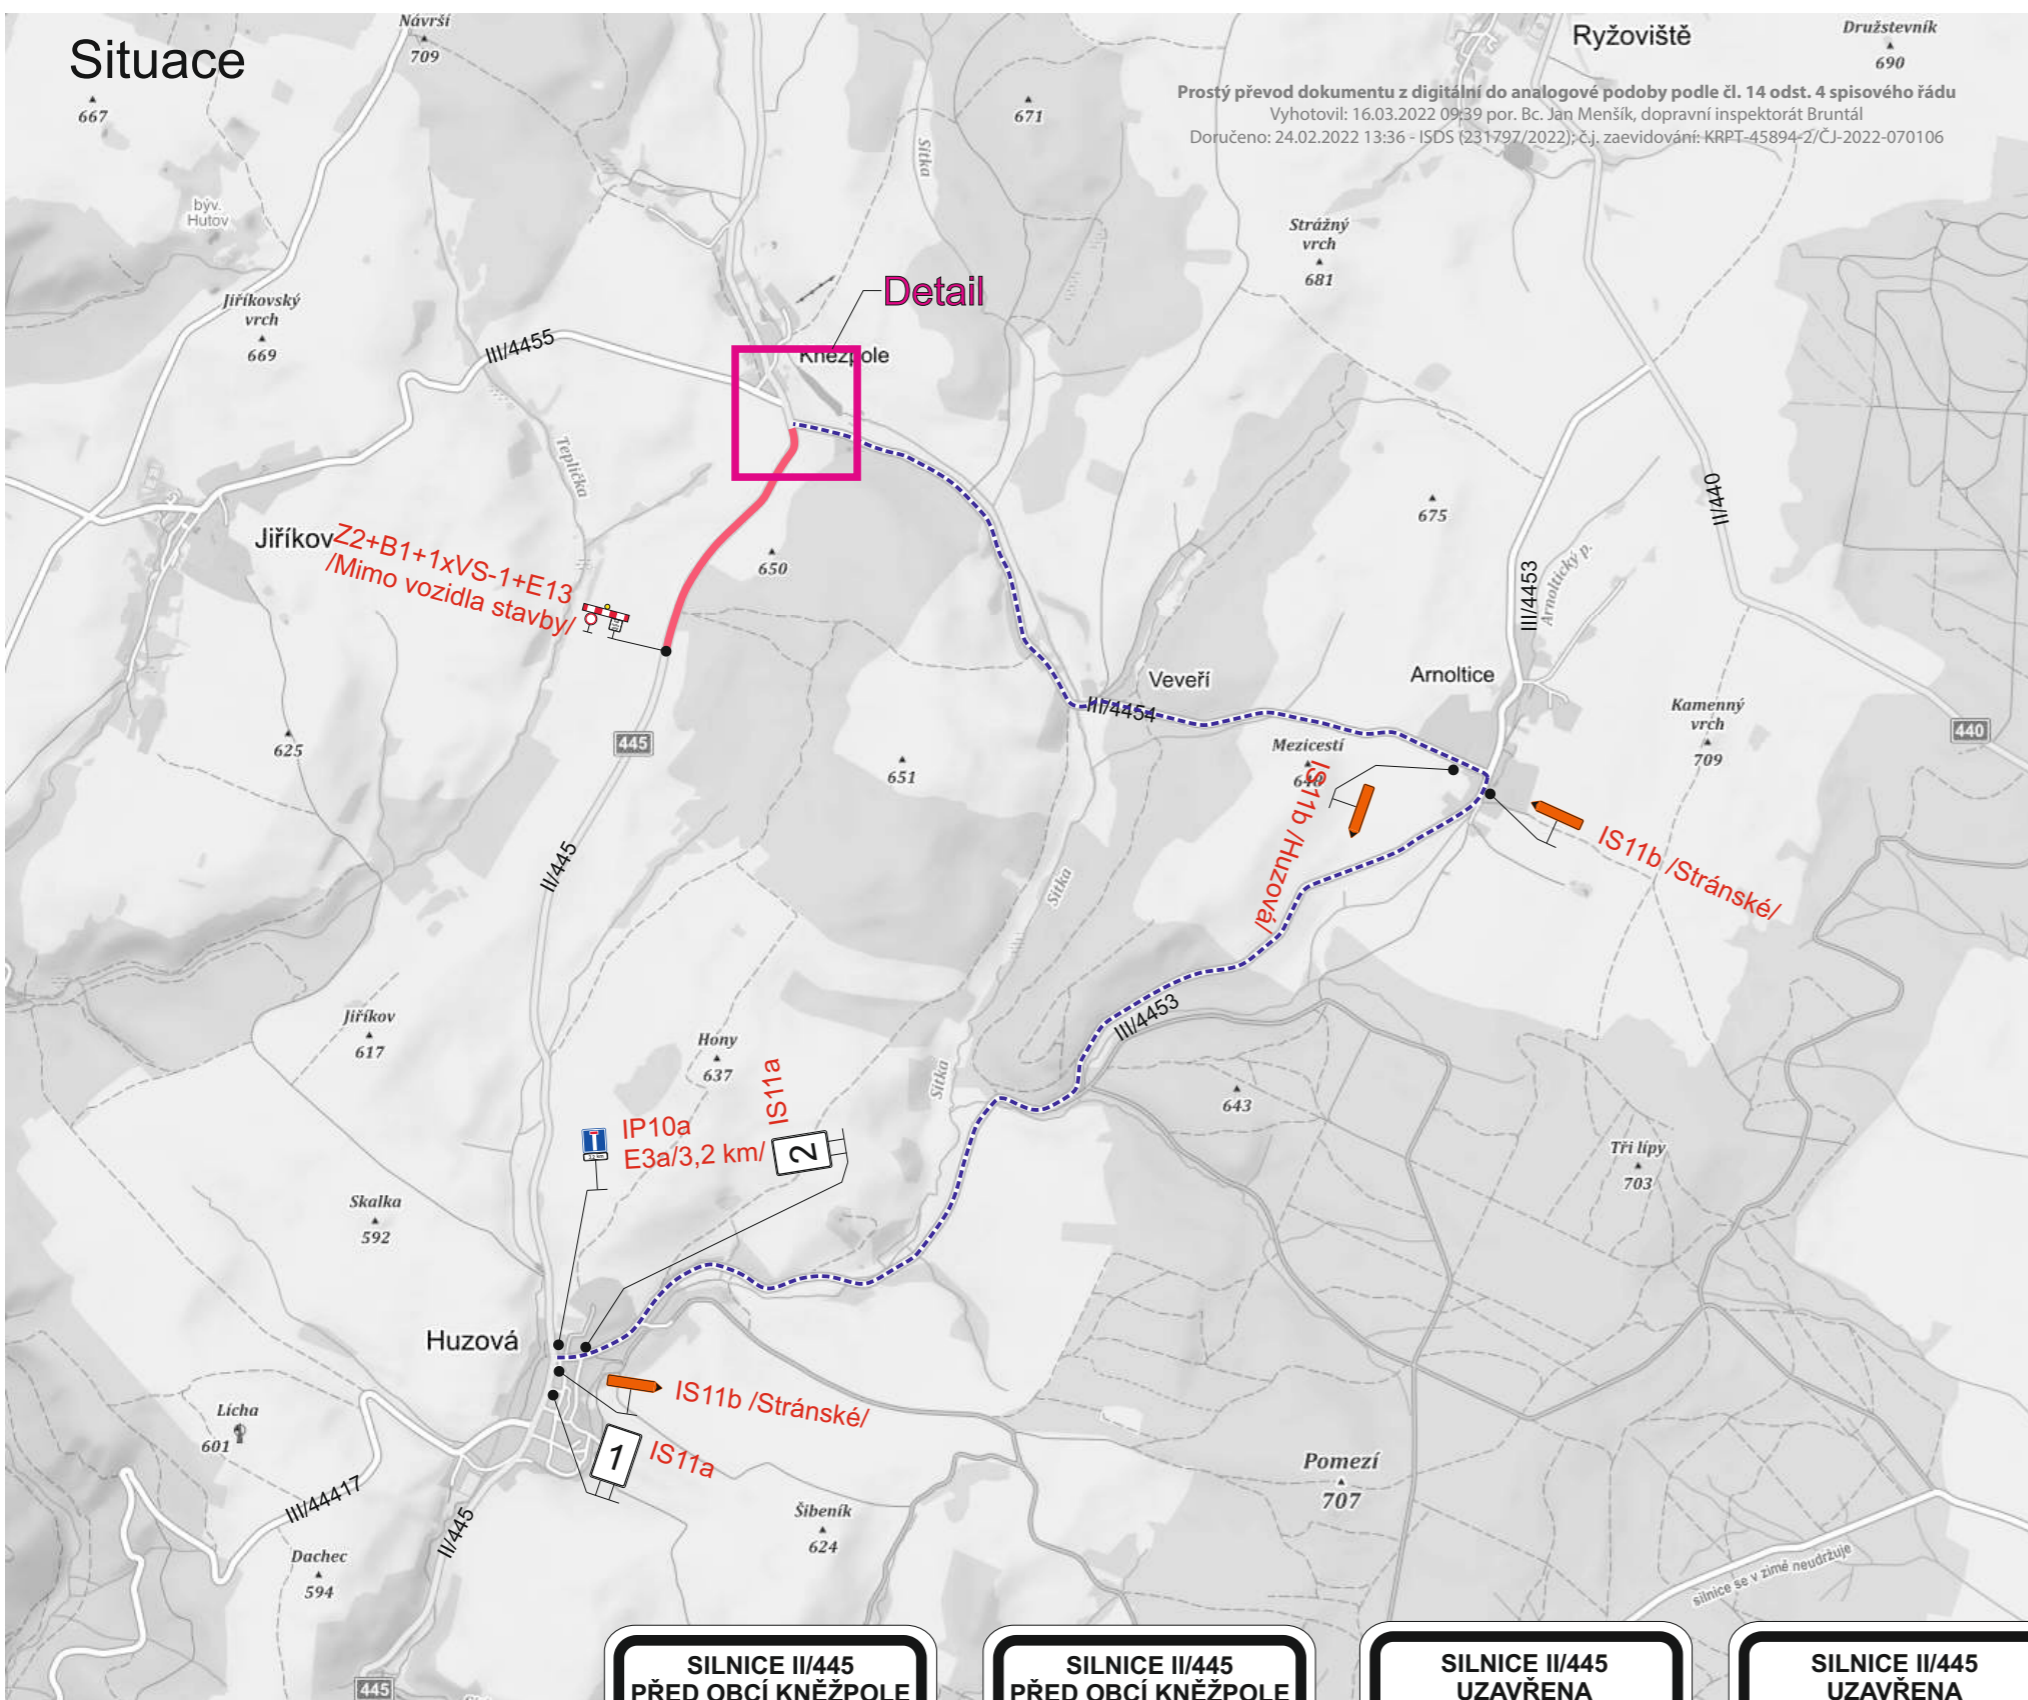 Situace
Návrší
709
667
Ryžoviště
Družstevník
690
Prostý převod dokumentu z digitální do analogové podoby podle čl. 14 odst. 4 spisového řádu
Vyhotovil: 16.03.2022 09:39 por. Bc. Jan Menšík, dopravní inspektorát Bruntál
Doručeno: 24.02.2022 13:36 - ISDS (231797/2022); č.j. zaevidování: KRPT-45894-2/ČJ-2022-070106
671
Sitka
býv.
Hutov
Strážný
vrch
681
Jiříkovský
vrch
669
Detail
III/4455
Kněžpole
Teplička
675
II/440
Jiříkov
Z2+B1+1xVS-1+E13
/Mimo vozidla stavby/
650
III/4453
Arnoltický p.
Veveří
Arnoltice
III/4454
Kamenný
vrch
709
440
625
445
651
Mezicestí
IS11b /Huzová/
IS11b /Stránské/
II/445
Sitka
Jiříkov
617
Hony
637
III/4453
IS11a
Sitka
643
IP10a
E3a/3,2 km/
2
Tři lípy
703
Skalka
592
Huzová
IS11b /Stránské/
Lícha
601
1
IS11a
Pomezí
707
III/44417
II/445
Šibeník
624
Dachec
594
silnice se v zimě neudržuje
445
SILNICE II/445
PŘED OBCÍ KNĚŽPOLE
SILNICE II/445
PŘED OBCÍ KNĚŽPOLE
SILNICE II/445
UZAVŘENA
SILNICE II/445
UZAVŘENA